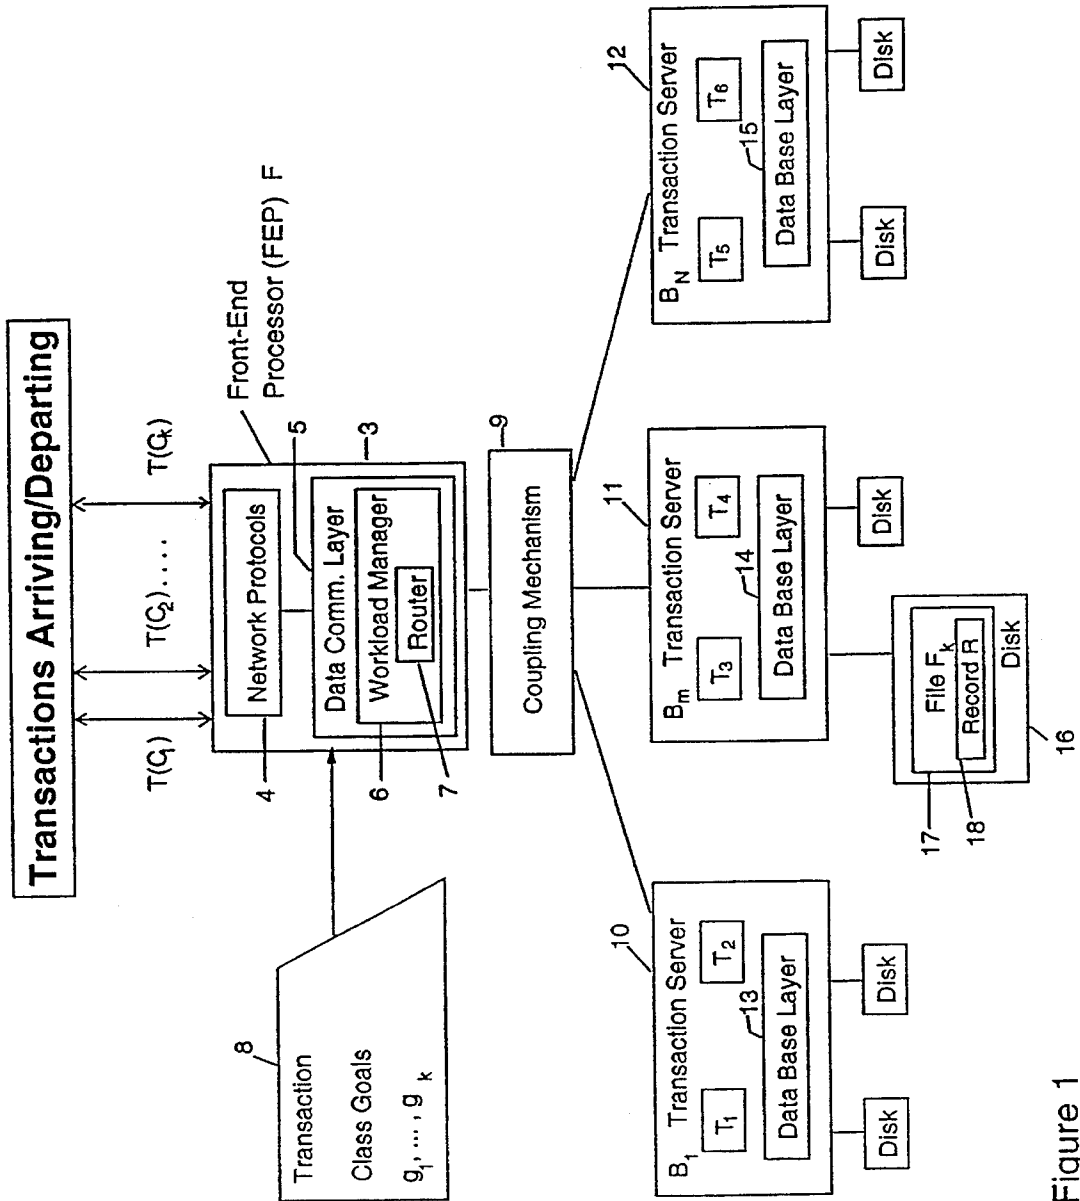 Transactions Arriving/Departing
T(C₁)
T(C₂)....
T(Cₖ)
Front-End
Processor (FEP) F
Network Protocols
4
5
3
Data Comm. Layer
Workload Manager
6
Router
7
8
Transaction
Class Goals
g₁,...,gₖ
Coupling Mechanism
9
10
B₁ Transaction Server
T₁
T₂
13
Data Base Layer
Disk
Disk
11
Bₘ Transaction Server
T₃
T₄
14
Data Base Layer
File Fₖ
Record R
Disk
17
18
16
Disk
12
B_N Transaction Server
T₅
T₆
15
Data Base Layer
Disk
Disk
Figure 1